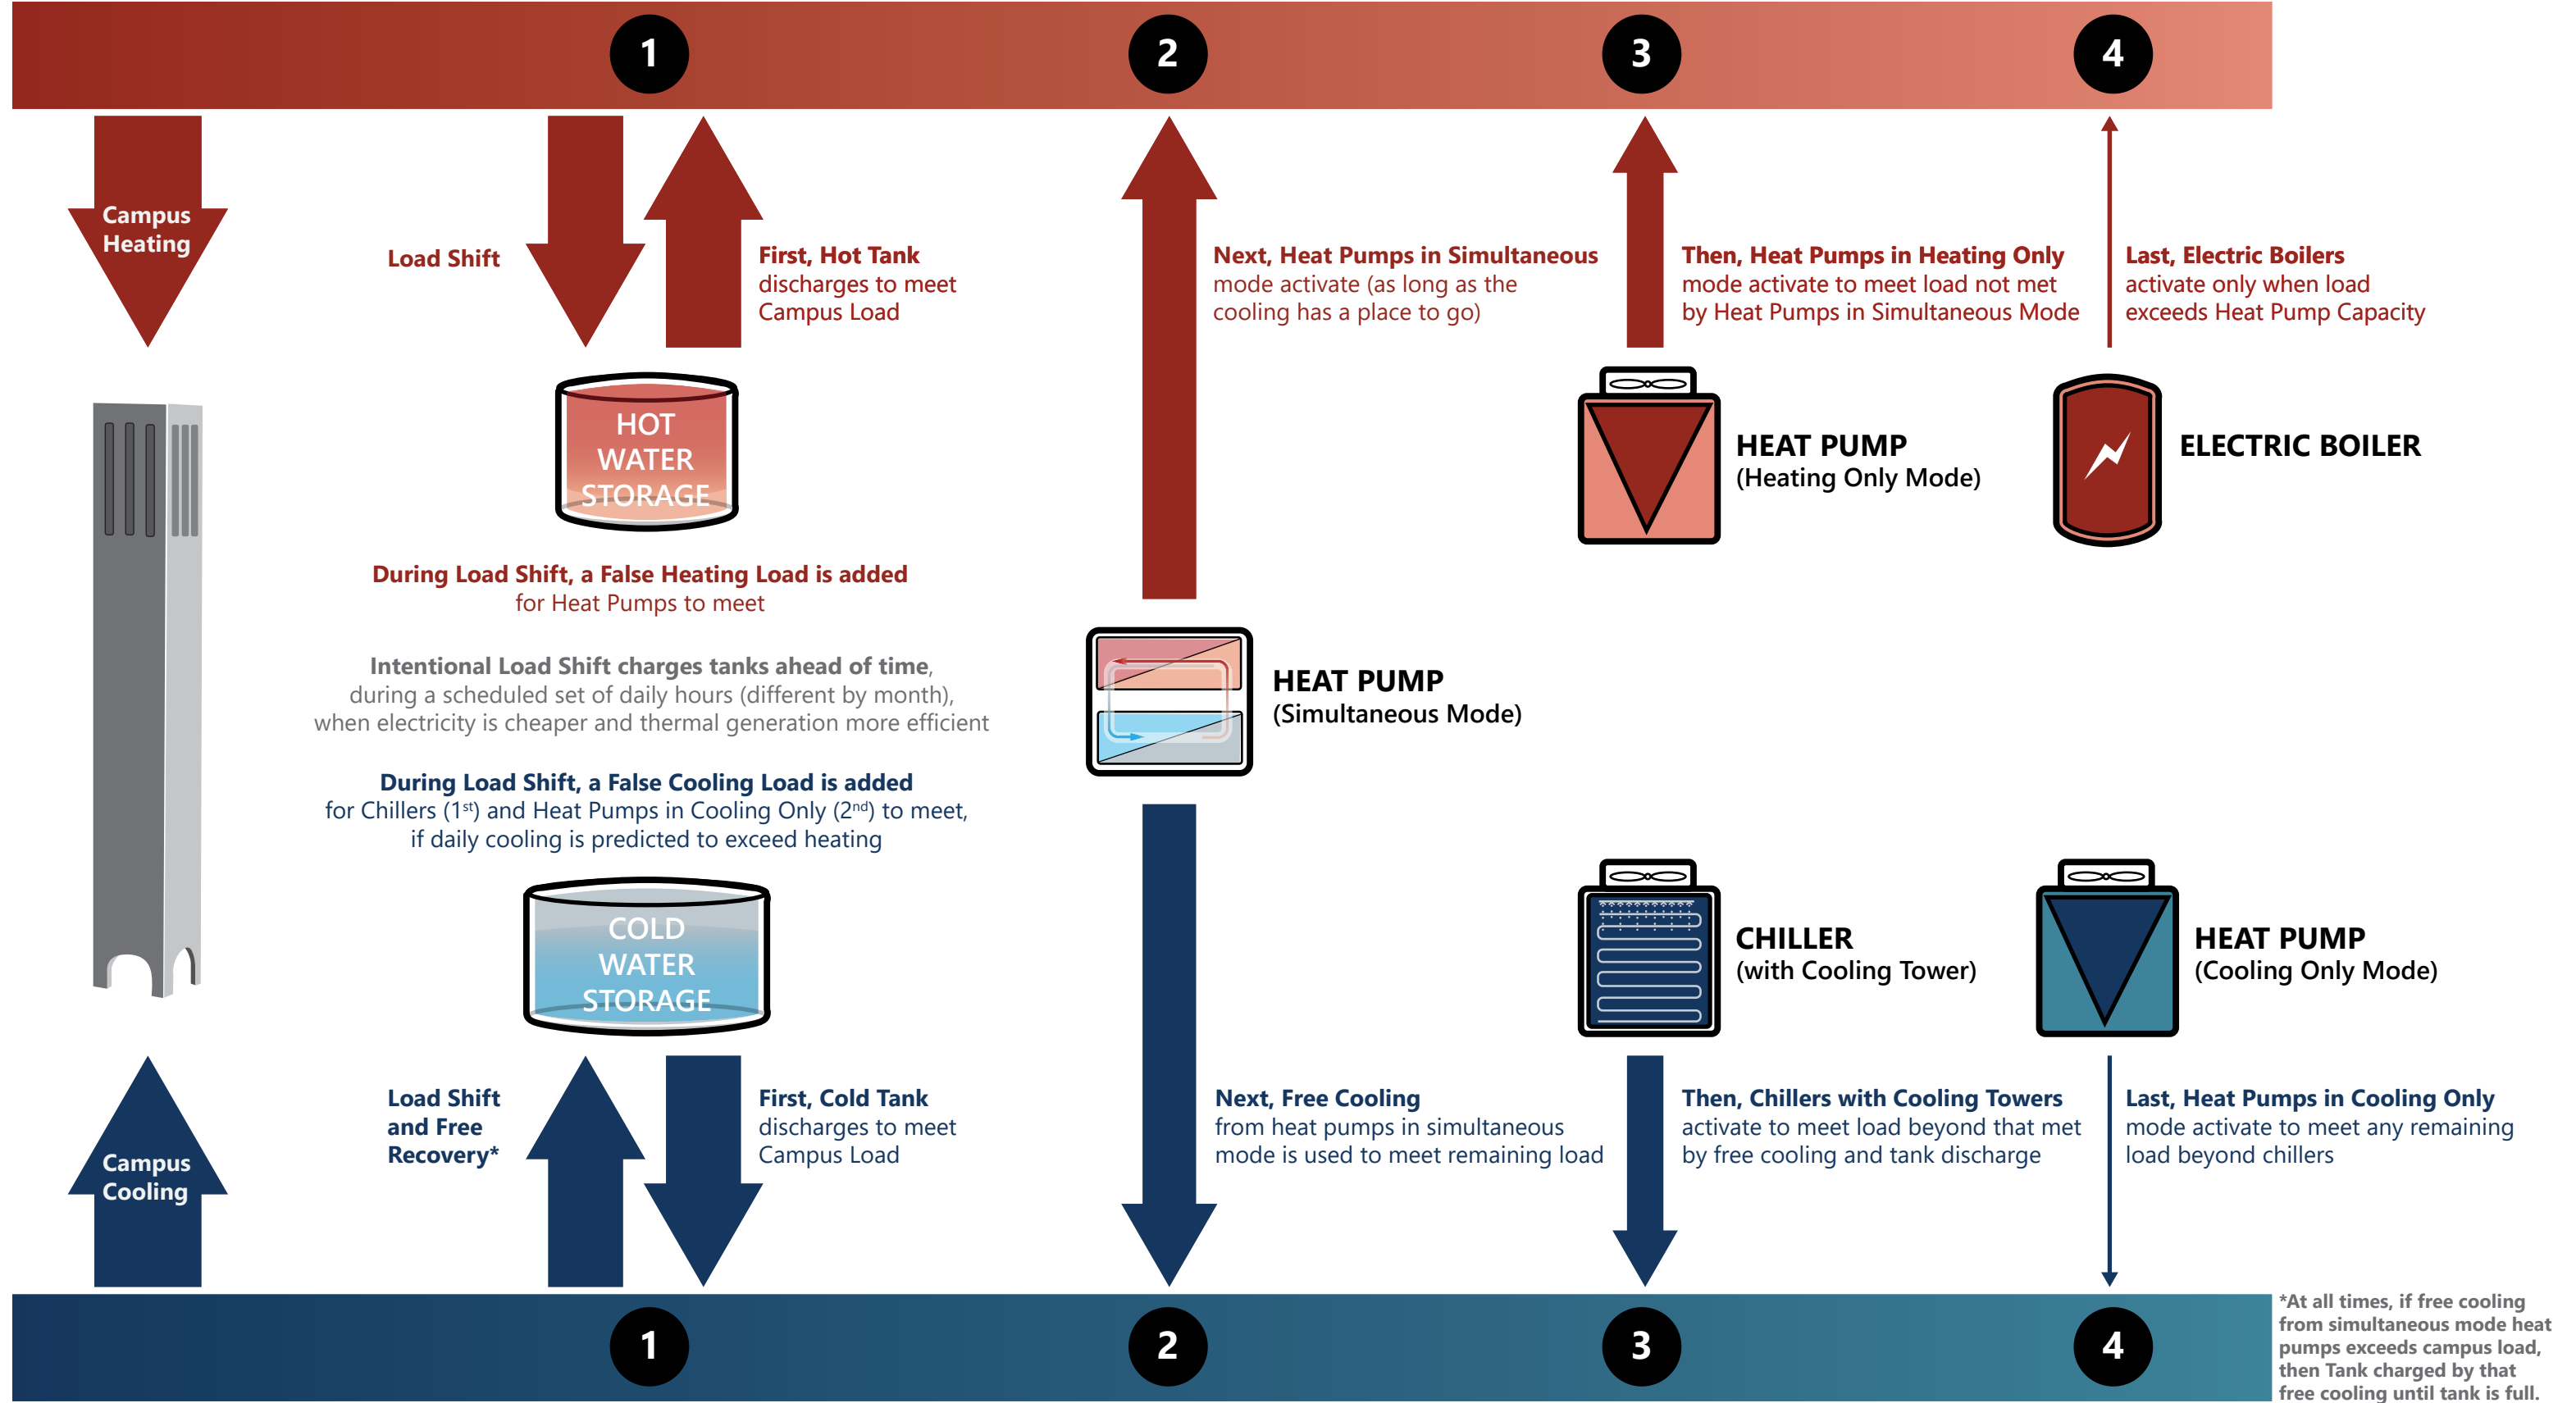 1
2
3
4
Campus
Heating
Load Shift
First, Hot Tank
discharges to meet
Campus Load
Next, Heat Pumps in Simultaneous
mode activate (as long as the
cooling has a place to go)
Then, Heat Pumps in Heating Only
mode activate to meet load not met
by Heat Pumps in Simultaneous Mode
Last, Electric Boilers
activate only when load
exceeds Heat Pump Capacity
HOT
WATER
STORAGE
HEAT PUMP
(Heating Only Mode)
ELECTRIC BOILER
During Load Shift, a False Heating Load is added
for Heat Pumps to meet
Intentional Load Shift charges tanks ahead of time,
during a scheduled set of daily hours (different by month),
when electricity is cheaper and thermal generation more efficient
HEAT PUMP
(Simultaneous Mode)
During Load Shift, a False Cooling Load is added
for Chillers (1st) and Heat Pumps in Cooling Only (2nd) to meet,
if daily cooling is predicted to exceed heating
COLD
WATER
STORAGE
CHILLER
(with Cooling Tower)
HEAT PUMP
(Cooling Only Mode)
Campus
Cooling
Load Shift
and Free
Recovery*
First, Cold Tank
discharges to meet
Campus Load
Next, Free Cooling
from heat pumps in simultaneous
mode is used to meet remaining load
Then, Chillers with Cooling Towers
activate to meet load beyond that met
by free cooling and tank discharge
Last, Heat Pumps in Cooling Only
mode activate to meet any remaining
load beyond chillers
1
2
3
4
*At all times, if free cooling
from simultaneous mode heat
pumps exceeds campus load,
then Tank charged by that
free cooling until tank is full.